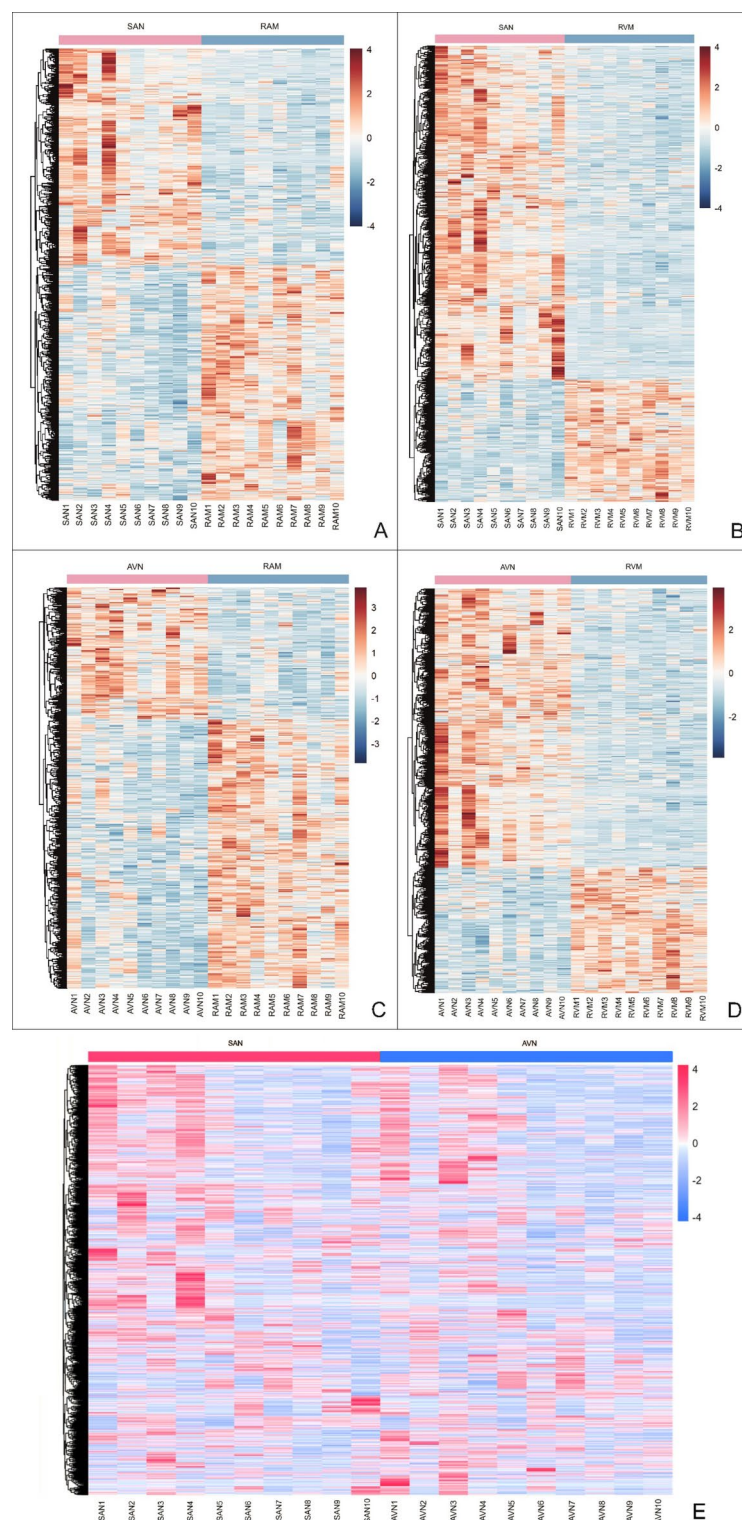 SAN RAM
4
2
0
-2
-4
SAN1 SAN2 SAN3 SAN4 SAN5 SAN6 SAN7 SAN8 SAN9 SAN10 RAM1 RAM2 RAM3 RAM4 RAM5 RAM6 RAM7 RAM8 RAM9 RAM10
A
SAN RVM
4
2
0
-2
-4
SAN1 SAN2 SAN3 SAN4 SAN5 SAN6 SAN7 SAN8 SAN9 SAN10 RVM1 RVM2 RVM3 RVM4 RVM5 RVM6 RVM7 RVM8 RVM9 RVM10
B
AVN RAM
3
2
1
0
-1
-2
-3
AVN1 AVN2 AVN3 AVN4 AVN5 AVN6 AVN7 AVN8 AVN9 AVN10 RAM1 RAM2 RAM3 RAM4 RAM5 RAM6 RAM7 RAM8 RAM9 RAM10
C
AVN RVM
2
0
-2
AVN1 AVN2 AVN3 AVN4 AVN5 AVN6 AVN7 AVN8 AVN9 AVN10 RVM1 RVM2 RVM3 RVM4 RVM5 RVM6 RVM7 RVM8 RVM9 RVM10
D
SAN AVN
4
2
0
-2
-4
SAN1 SAN2 SAN3 SAN4 SAN5 SAN6 SAN7 SAN8 SAN9 SAN10 AVN1 AVN2 AVN3 AVN4 AVN5 AVN6 AVN7 AVN8 AVN9 AVN10
E